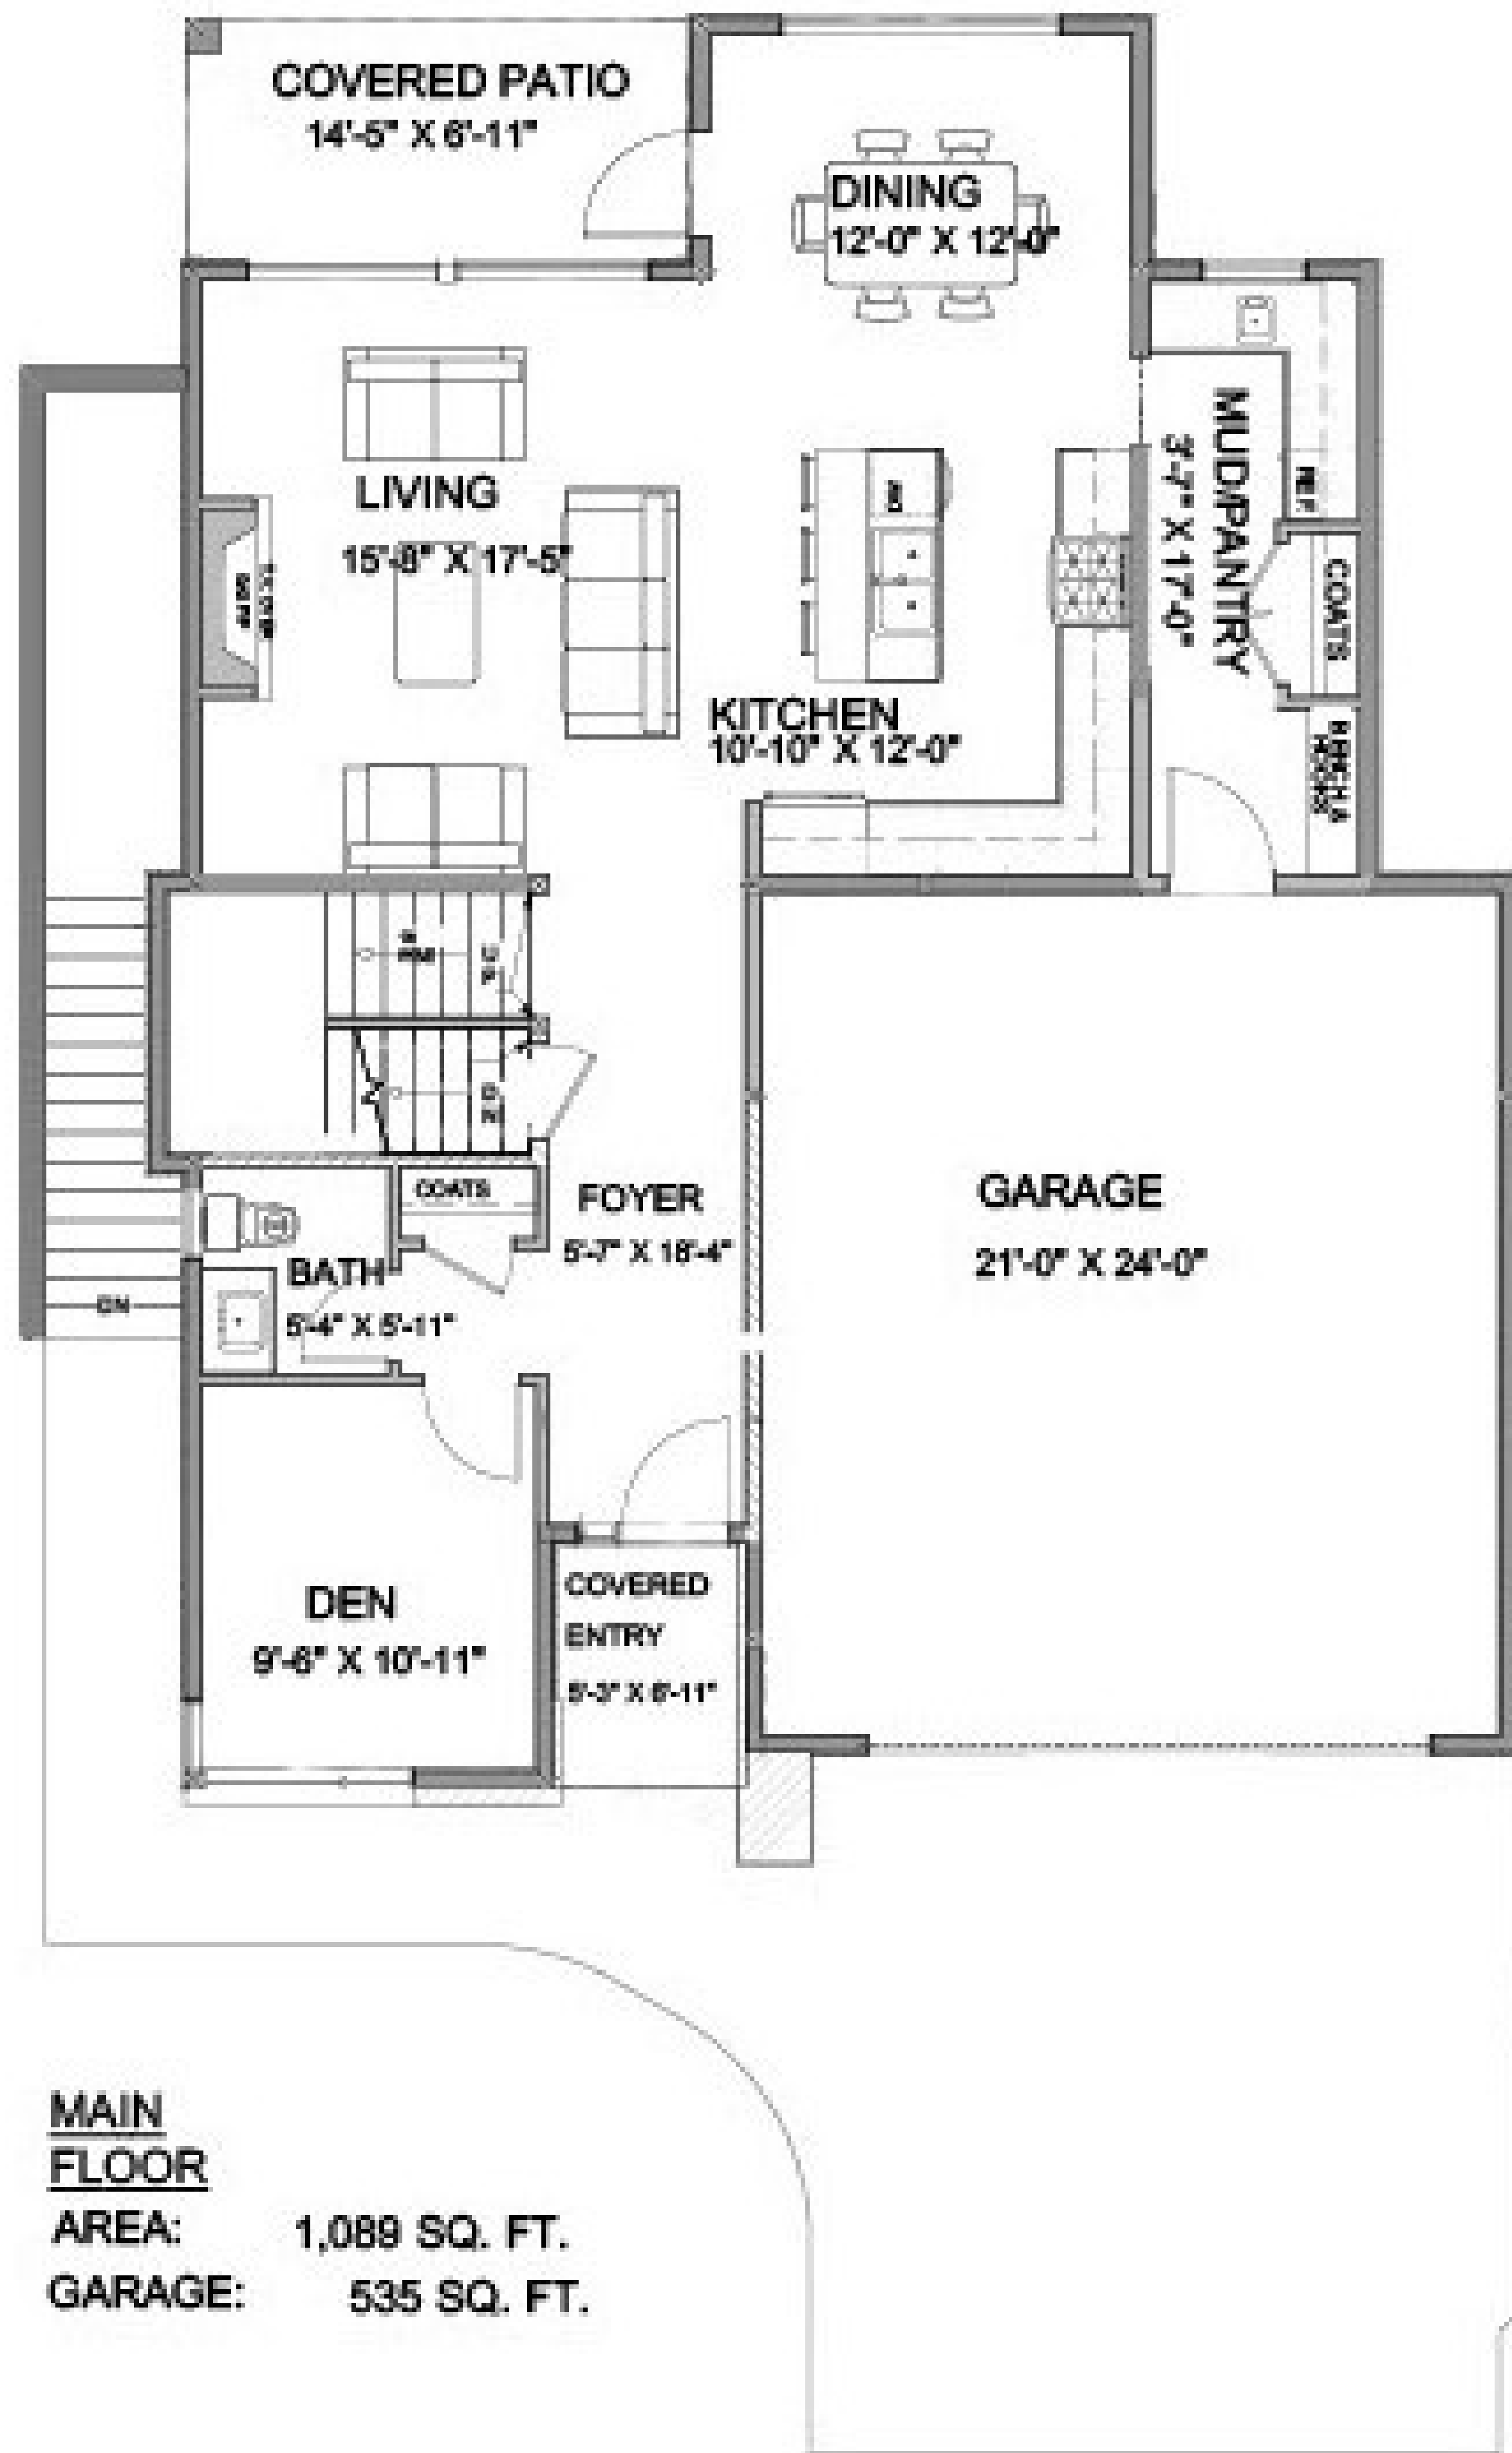 COVERED PATIO
14'-5" X 6'-11"
DINING
12'-0" X 12'-0"
MUD/PANTRY
3'-7" X 17'-0"
REF
LIVING
15'-8" X 17'-5"
COATS
KITCHEN
10'-10" X 12'-0"
BENCH &
HOOKS
COATS
FOYER
5'-7" X 18'-4"
GARAGE
21'-0" X 24'-0"
BATH
5'-4" X 5'-11"
DN
DEN
9'-6" X 10'-11"
COVERED
ENTRY
5'-3" X 6'-11"
MAIN
FLOOR
AREA: 1,089 SQ. FT.
GARAGE: 535 SQ. FT.